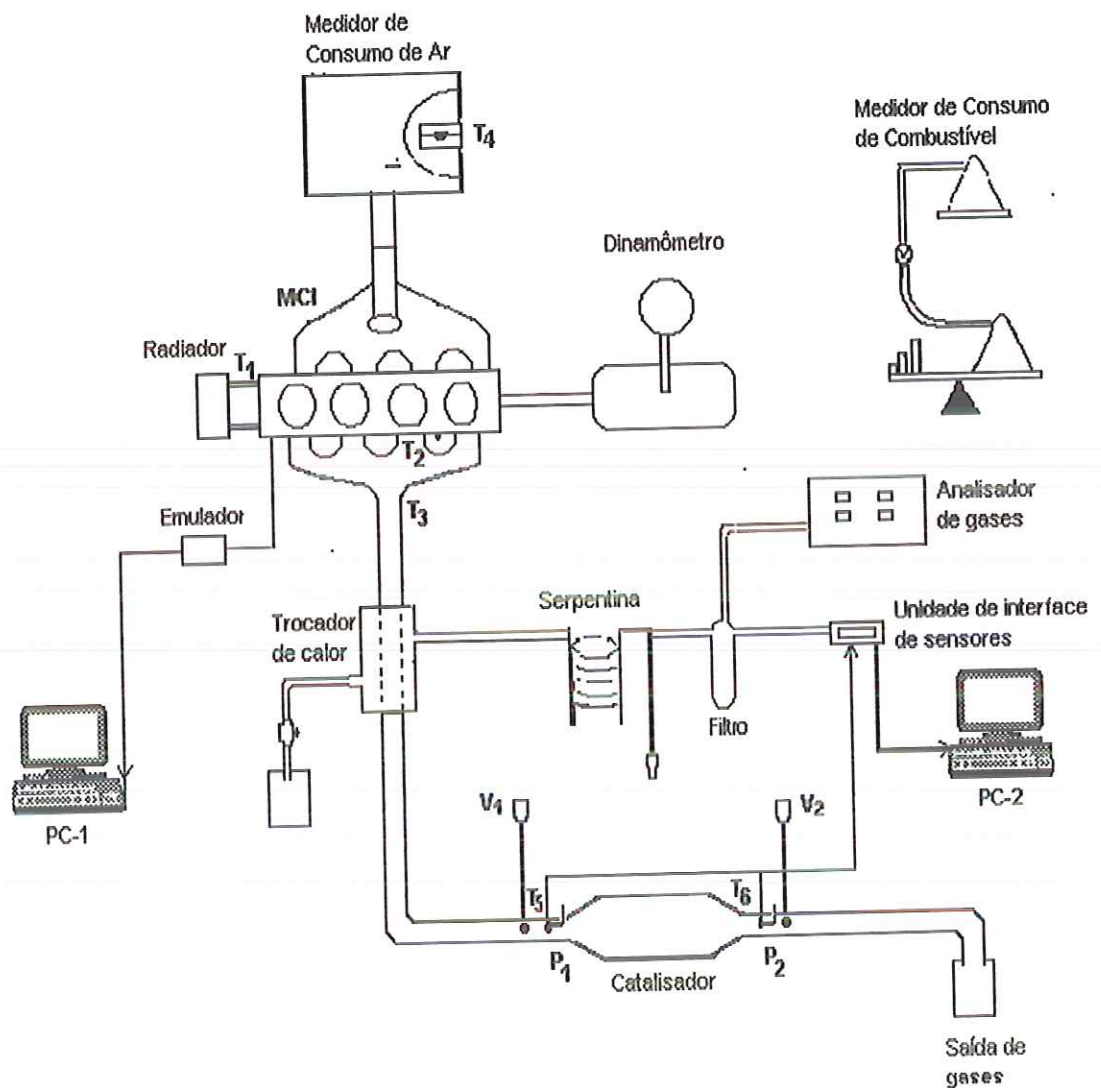 Medidor de
Consumo de Ar
T4
Medidor de Consumo
de Combustível
Dinamômetro
MCI
Radiador
T1
T2
T3
Emulador
Analisador
de gases
Trocador
de calor
Serpentina
Unidade de interface
de sensores
Filtro
PC-1
PC-2
V1
V2
T5
T6
P1
P2
Catalisador
Saída de
gases